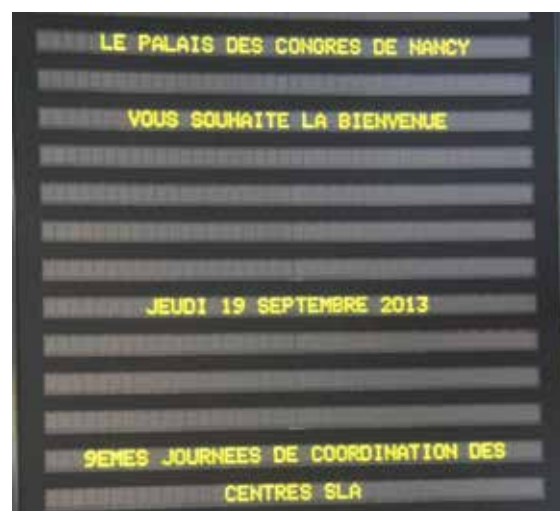 LE PALAIS DES CONGRES DE NANCY
VOUS SOUHAITE LA BIENVENUE
JEUDI 19 SEPTEMBRE 2013
9EMES JOURNEES DE COORDINATION DES
CENTRES SLA